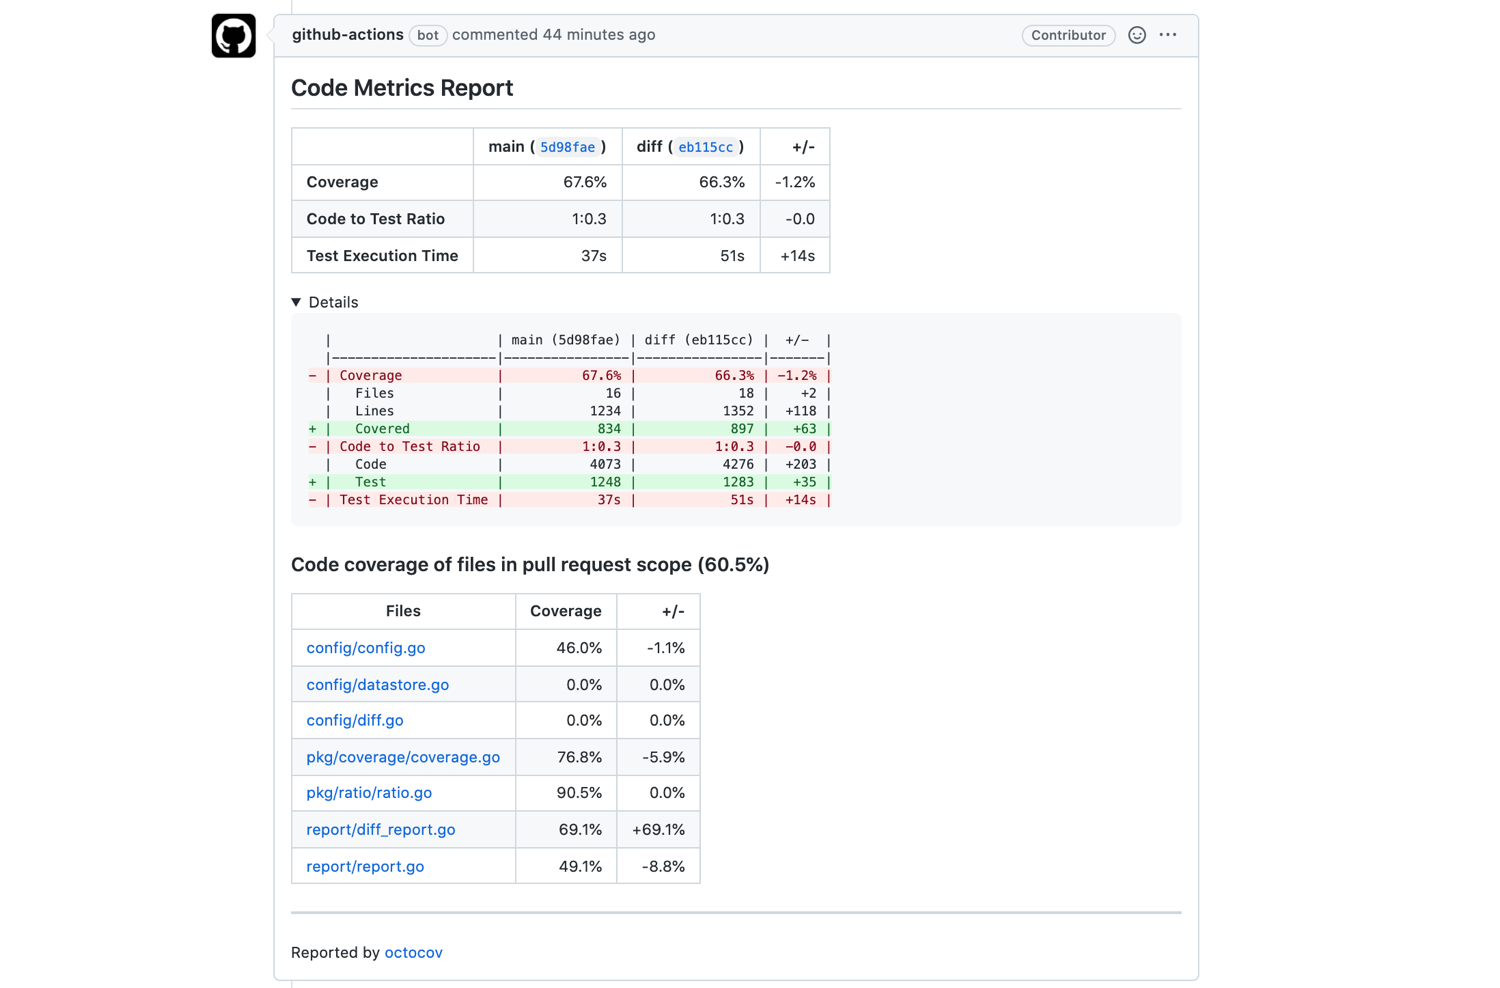 github-actions bot commented 44 minutes ago Contributor
Code Metrics Report
main ( 5d98fae ) diff ( eb115cc ) +/-
Coverage 67.6% 66.3% -1.2%
Code to Test Ratio 1:0.3 1:0.3 -0.0
Test Execution Time 37s 51s +14s
▼ Details
  |                     | main (5d98fae) | diff (eb115cc) |  +/-  |
  |---------------------|----------------|----------------|-------|
- | Coverage            |          67.6% |          66.3% | -1.2% |
  |   Files             |             16 |             18 |    +2 |
  |   Lines             |           1234 |           1352 |  +118 |
+ |   Covered           |            834 |            897 |   +63 |
- | Code to Test Ratio  |          1:0.3 |          1:0.3 |  -0.0 |
  |   Code              |           4073 |           4276 |  +203 |
+ |   Test              |           1248 |           1283 |   +35 |
- | Test Execution Time |            37s |            51s |  +14s |
Code coverage of files in pull request scope (60.5%)
Files Coverage +/-
config/config.go 46.0% -1.1%
config/datastore.go 0.0% 0.0%
config/diff.go 0.0% 0.0%
pkg/coverage/coverage.go 76.8% -5.9%
pkg/ratio/ratio.go 90.5% 0.0%
report/diff_report.go 69.1% +69.1%
report/report.go 49.1% -8.8%
Reported by octocov